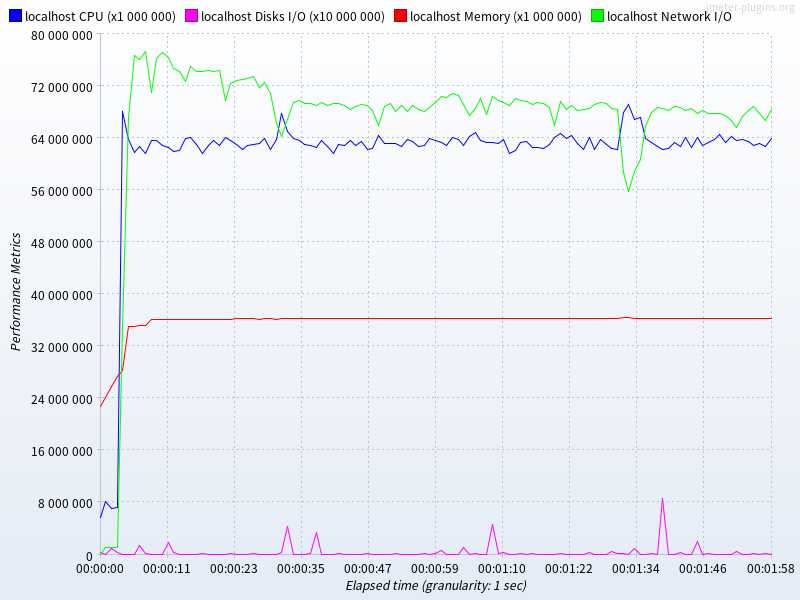 jmeter-plugins.org
localhost CPU (x1 000 000) localhost Disks I/O (x10 000 000) localhost Memory (x1 000 000) localhost Network I/O
80 000 000
72 000 000
64 000 000
56 000 000
48 000 000
40 000 000
32 000 000
24 000 000
16 000 000
8 000 000
0
Performance Metrics
00:00:00 00:00:11 00:00:23 00:00:35 00:00:47 00:00:59 00:01:10 00:01:22 00:01:34 00:01:46 00:01:58
Elapsed time (granularity: 1 sec)